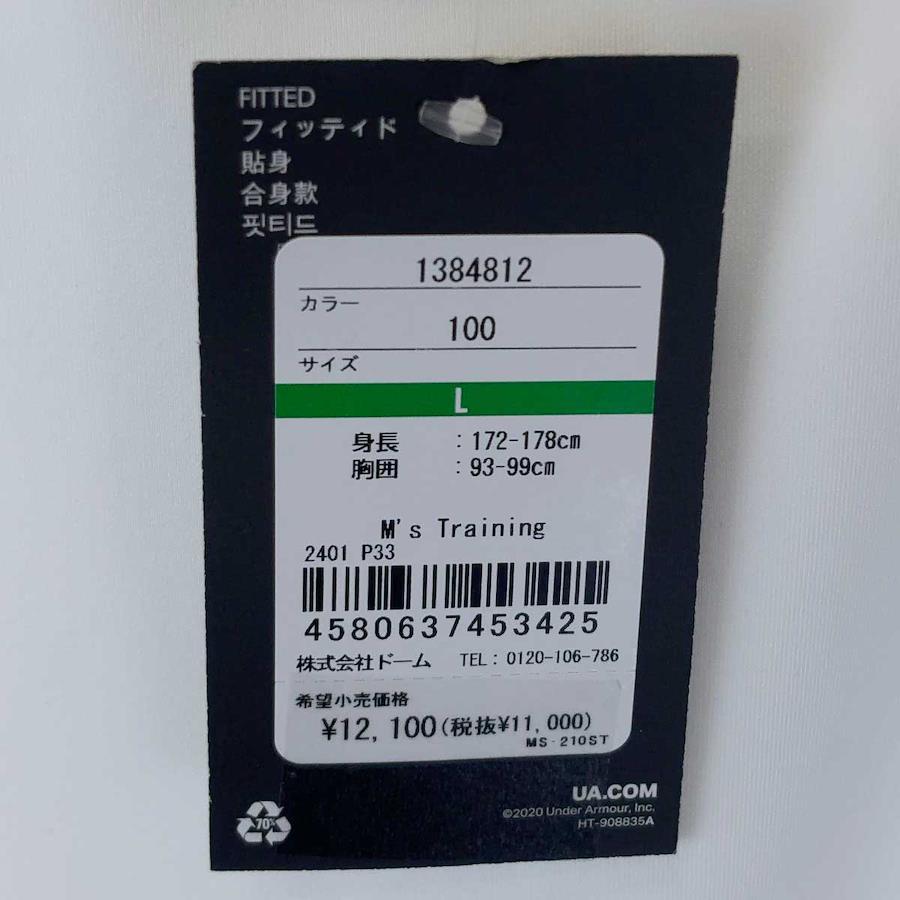 FITTED
フィッティド
貼身
合身款
핏티드
1384812
カラー
100
サイズ
L
身長 : 172-178cm
胸囲 : 93-99cm
M's Training
2401 P33
4580637453425
株式会社ドーム TEL: 0120-106-786
希望小売価格
¥12,100(税抜¥11,000)
MS-210ST
UA.COM
©2020 Under Armour, Inc.
HT-908835A
70%